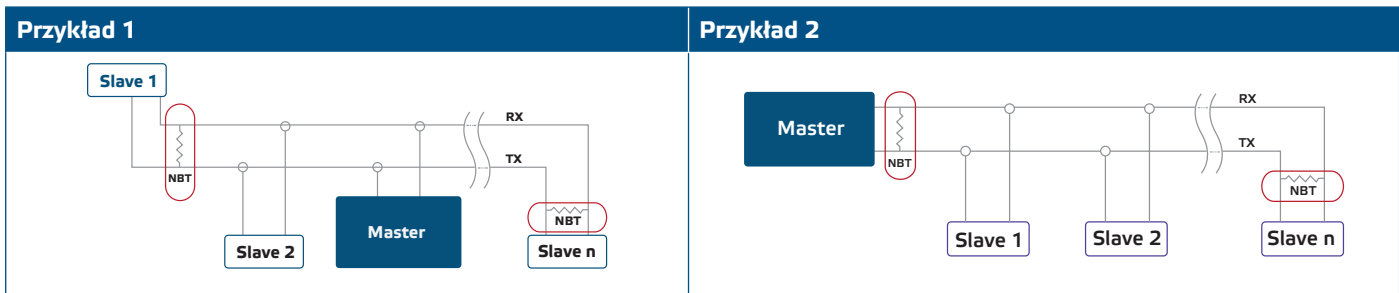 Przykład 1
Slave 1
RX
TX
NBT
NBT
Slave 2
Master
Slave n
Przykład 2
Master
RX
TX
NBT
NBT
Slave 1
Slave 2
Slave n